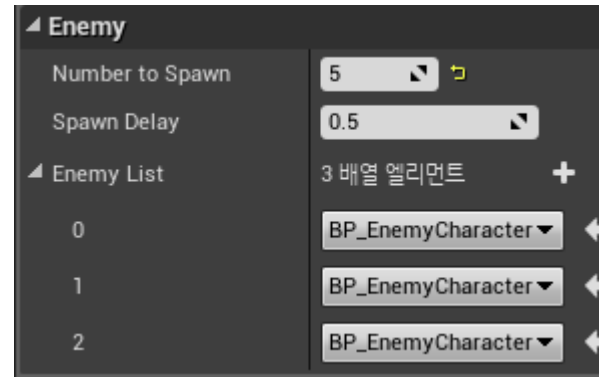 Enemy
Number to Spawn 5
Spawn Delay 0.5
Enemy List 3 배열 엘리먼트
0 BP_EnemyCharacter
1 BP_EnemyCharacter
2 BP_EnemyCharacter